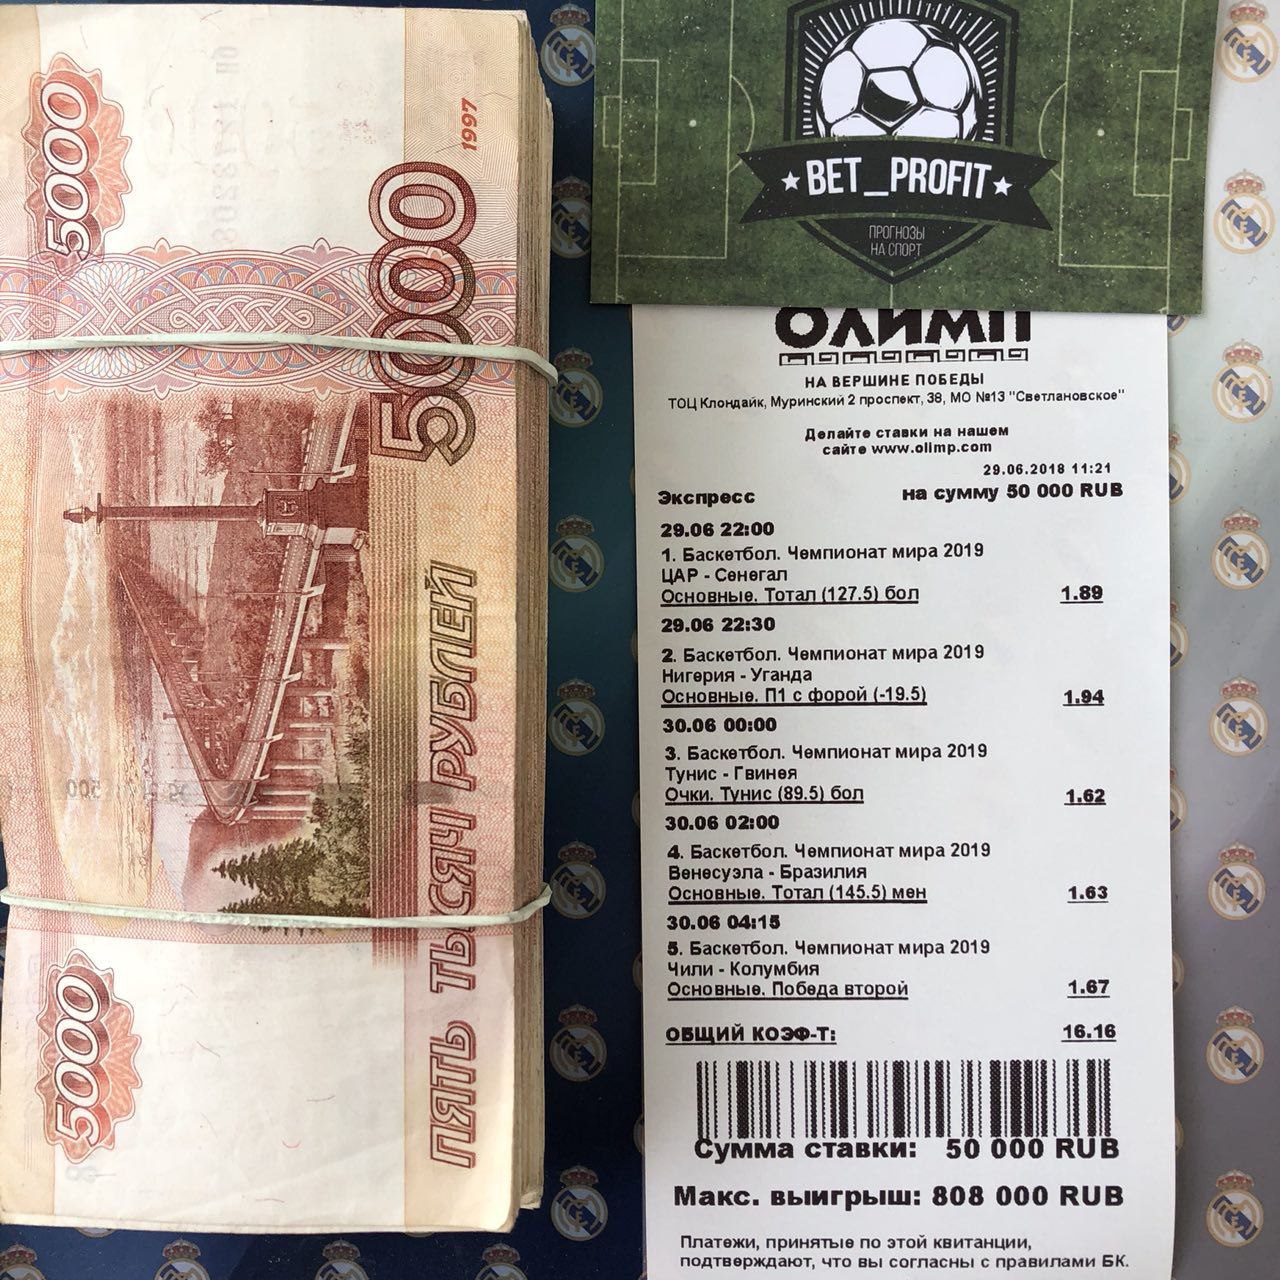 5000
1997
5000
ПЯТЬ ТЫСЯЧ РУБЛЕЙ
5000
★ BET_PROFIT ★
ПРОГНОЗЫ
НА СПОРТ
ОЛИМП
НА ВЕРШИНЕ ПОБЕДЫ
ТОЦ Клондайк, Муринский 2 проспект, 38, МО №13 "Светлановское"
Делайте ставки на нашем
сайте www.olimp.com
29.06.2018 11:21
Экспресс на сумму 50 000 RUB
29.06 22:00
1. Баскетбол. Чемпионат мира 2019
ЦАР - Сенегал
Основные. Тотал (127.5) бол 1.89
29.06 22:30
2. Баскетбол. Чемпионат мира 2019
Нигерия - Уганда
Основные. П1 с форой (-19.5) 1.94
30.06 00:00
3. Баскетбол. Чемпионат мира 2019
Тунис - Гвинея
Очки. Тунис (89.5) бол 1.62
30.06 02:00
4. Баскетбол. Чемпионат мира 2019
Венесуэла - Бразилия
Основные. Тотал (145.5) мен 1.63
30.06 04:15
5. Баскетбол. Чемпионат мира 2019
Чили - Колумбия
Основные. Победа второй 1.67
ОБЩИЙ КОЭФ-Т: 16.16
Сумма ставки: 50 000 RUB
Макс. выигрыш: 808 000 RUB
Платежи, принятые по этой квитанции,
подтверждают, что вы согласны с правилами БК.